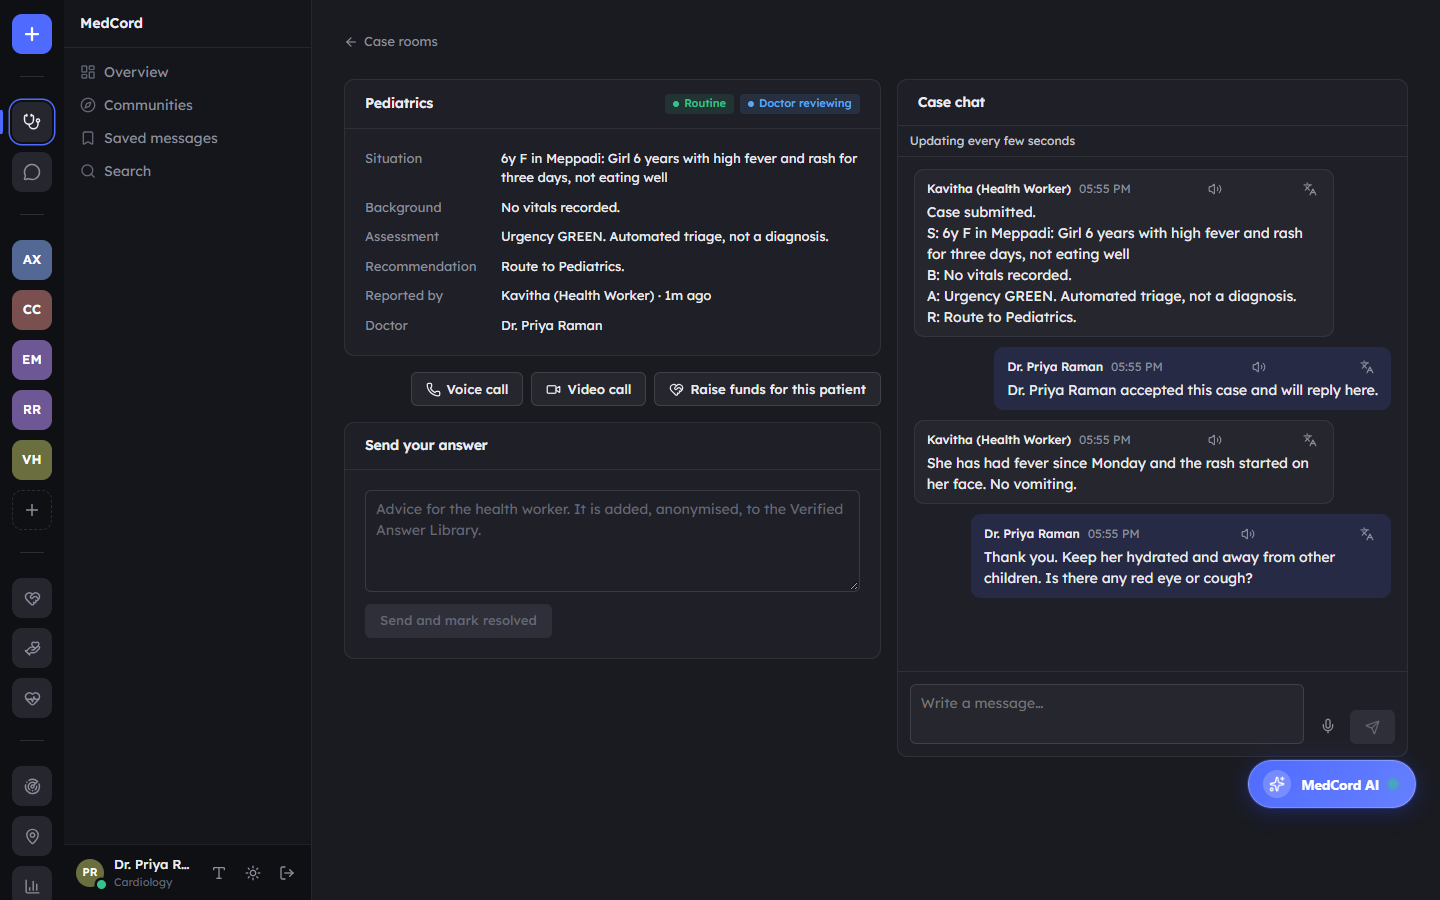 MedCord
Overview
Communities
Saved messages
Search
AX
CC
EM
RR
VH
PR
Dr. Priya R...
Cardiology
Case rooms
Pediatrics
Routine
Doctor reviewing
Situation
6y F in Meppadi: Girl 6 years with high fever and rash for
three days, not eating well
Background
No vitals recorded.
Assessment
Urgency GREEN. Automated triage, not a diagnosis.
Recommendation
Route to Pediatrics.
Reported by
Kavitha (Health Worker) · 1m ago
Doctor
Dr. Priya Raman
Voice call
Video call
Raise funds for this patient
Send your answer
Advice for the health worker. It is added, anonymised, to the Verified
Answer Library.
Send and mark resolved
Case chat
Updating every few seconds
Kavitha (Health Worker) 05:55 PM
Case submitted.
S: 6y F in Meppadi: Girl 6 years with high fever and rash
for three days, not eating well
B: No vitals recorded.
A: Urgency GREEN. Automated triage, not a diagnosis.
R: Route to Pediatrics.
Dr. Priya Raman 05:55 PM
Dr. Priya Raman accepted this case and will reply here.
Kavitha (Health Worker) 05:55 PM
She has had fever since Monday and the rash started on
her face. No vomiting.
Dr. Priya Raman 05:55 PM
Thank you. Keep her hydrated and away from other
children. Is there any red eye or cough?
Write a message…
MedCord AI